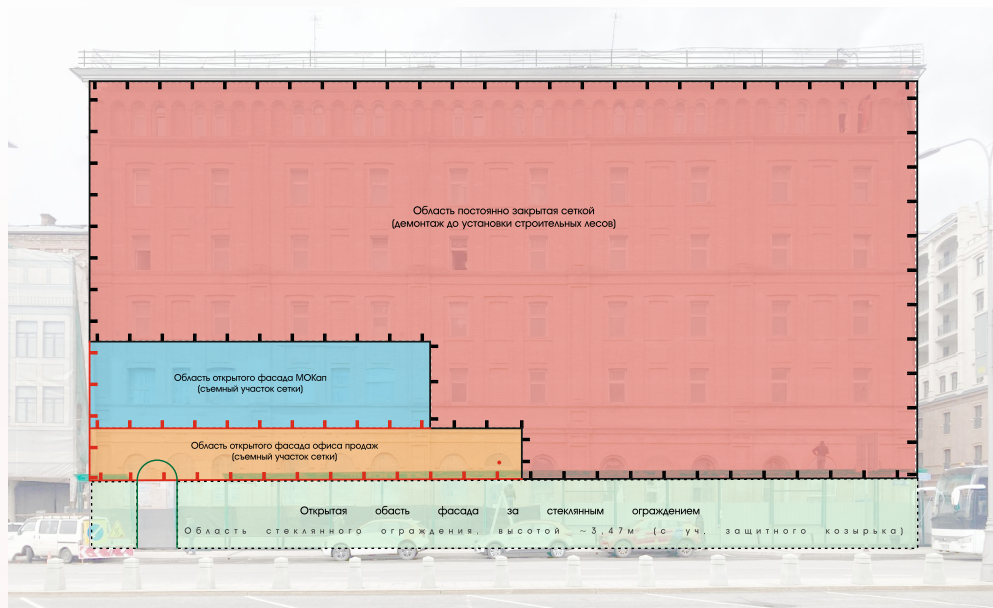 Область постоянно закрытая сеткой
(демонтаж до установки строительных лесов)
Область открытого фасада МОКап
(съемный участок сетки)
Область открытого фасада офиса продаж
(съемный участок сетки)
Открытая обасть фасада за стеклянным ограждением
Область стеклянного ограждения, высотой ~3,47м (с уч. защитного козырька)